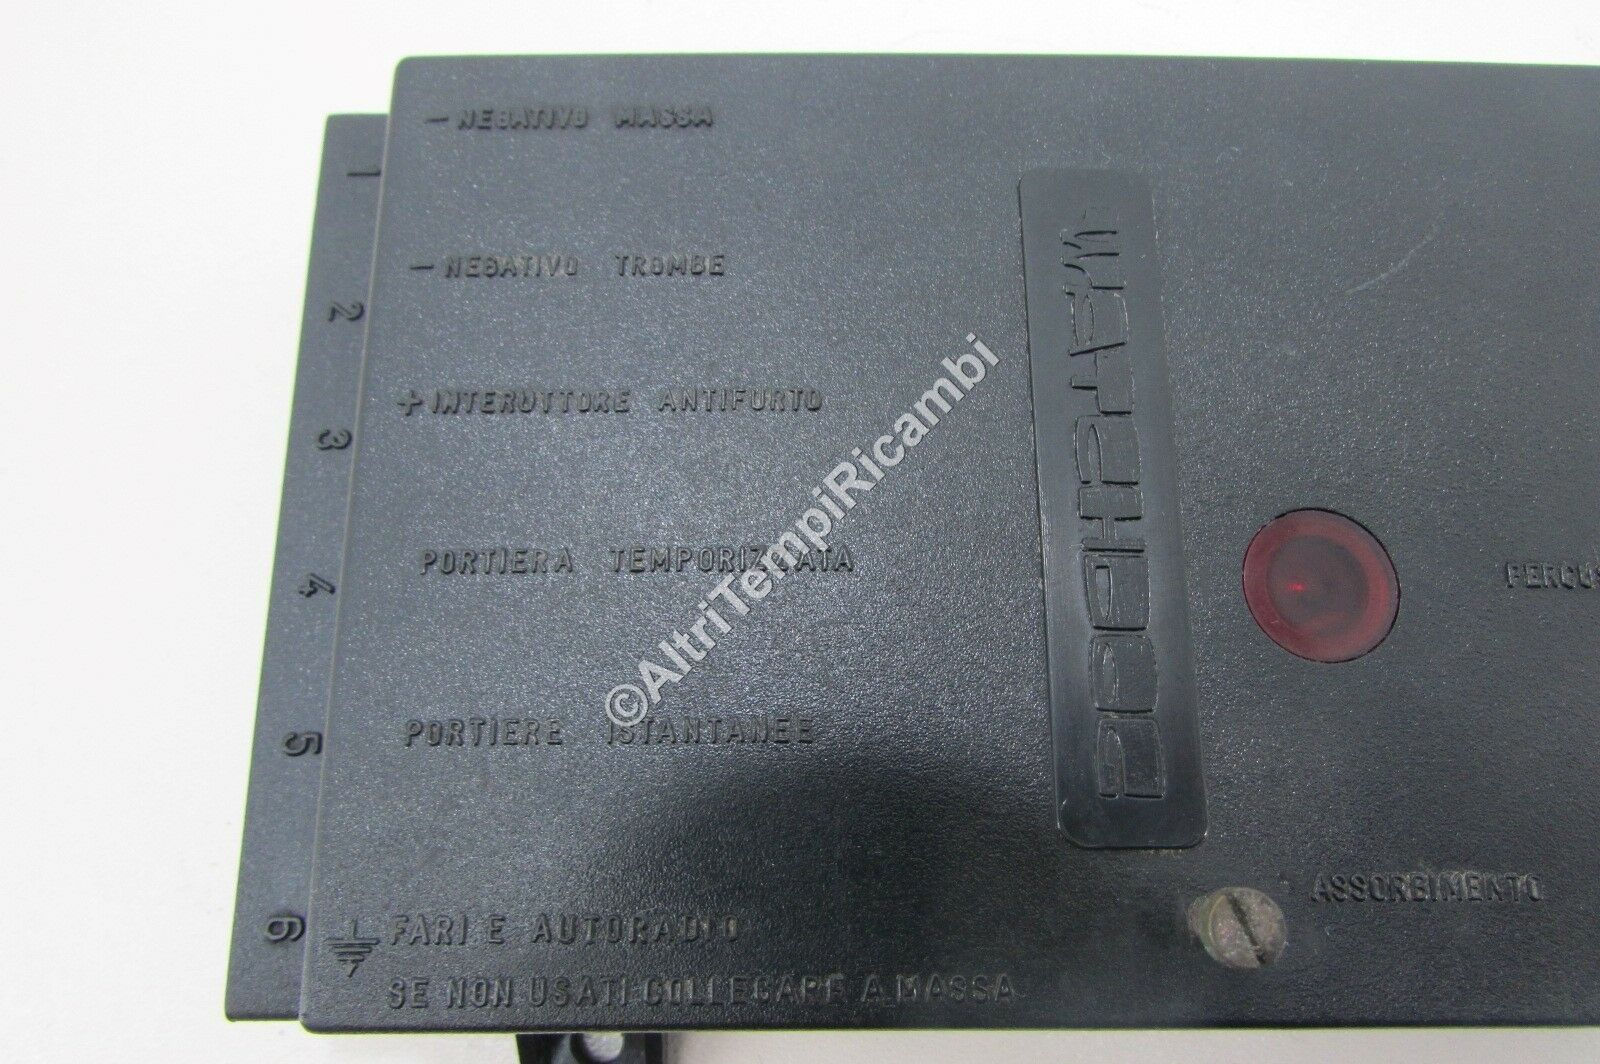 - NEGATIVO MASSA
1
- NEGATIVO TROMBE
2
+ INTERUTTORE ANTIFURTO
3
PORTIERA TEMPORIZZATA
4
PORTIERE ISTANTANEE
5
FARI E AUTORADIO
6
SE NON USATI COLLEGARE A MASSA
ASSORBIMENTO
©AltriTempiRicambi